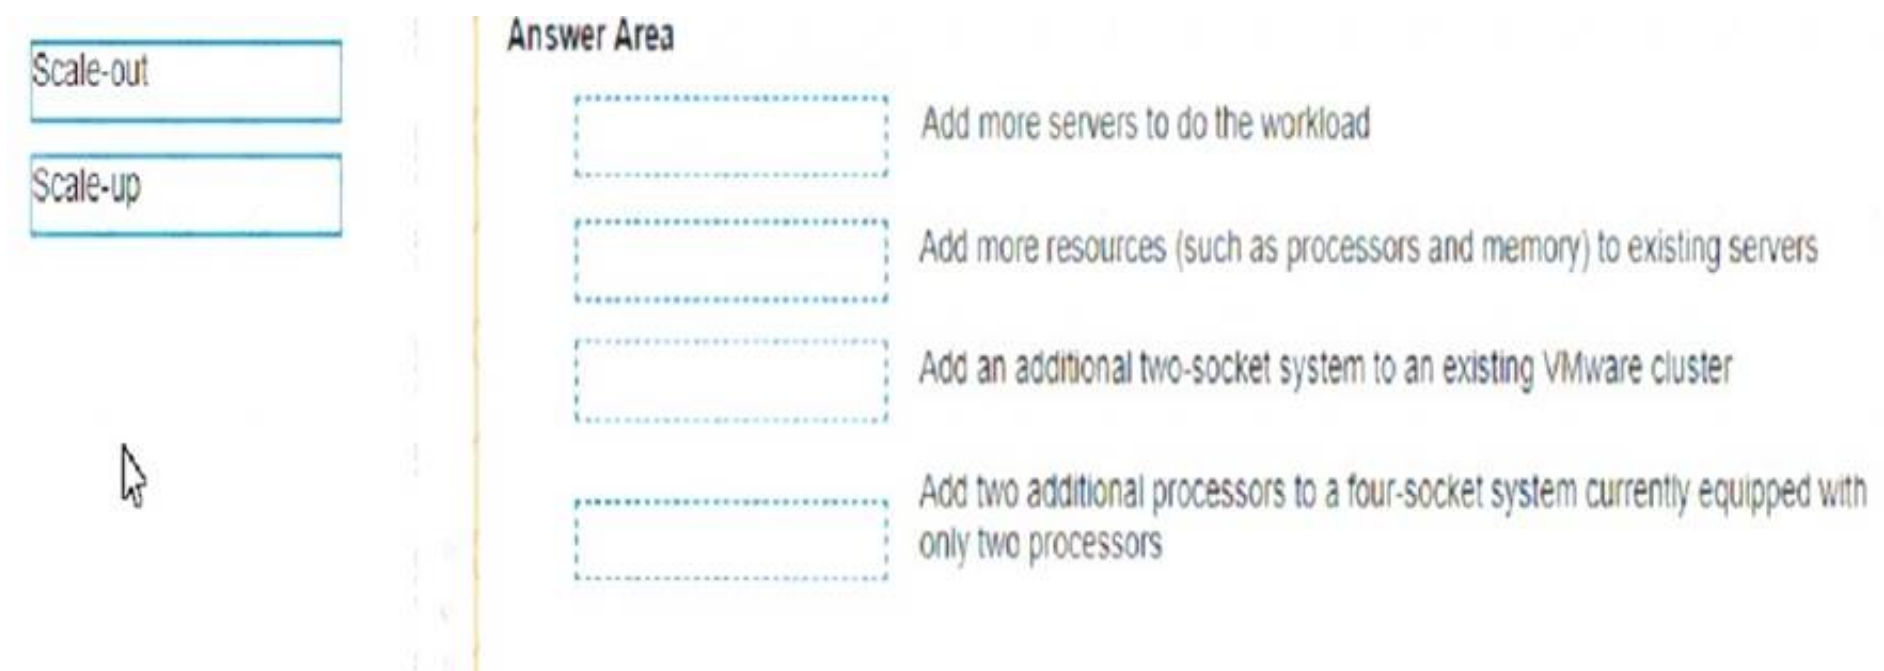 Scale-out
Scale-up
Answer Area
Add more servers to do the workload
Add more resources (such as processors and memory) to existing servers
Add an additional two-socket system to an existing VMware cluster
Add two additional processors to a four-socket system currently equipped with
only two processors